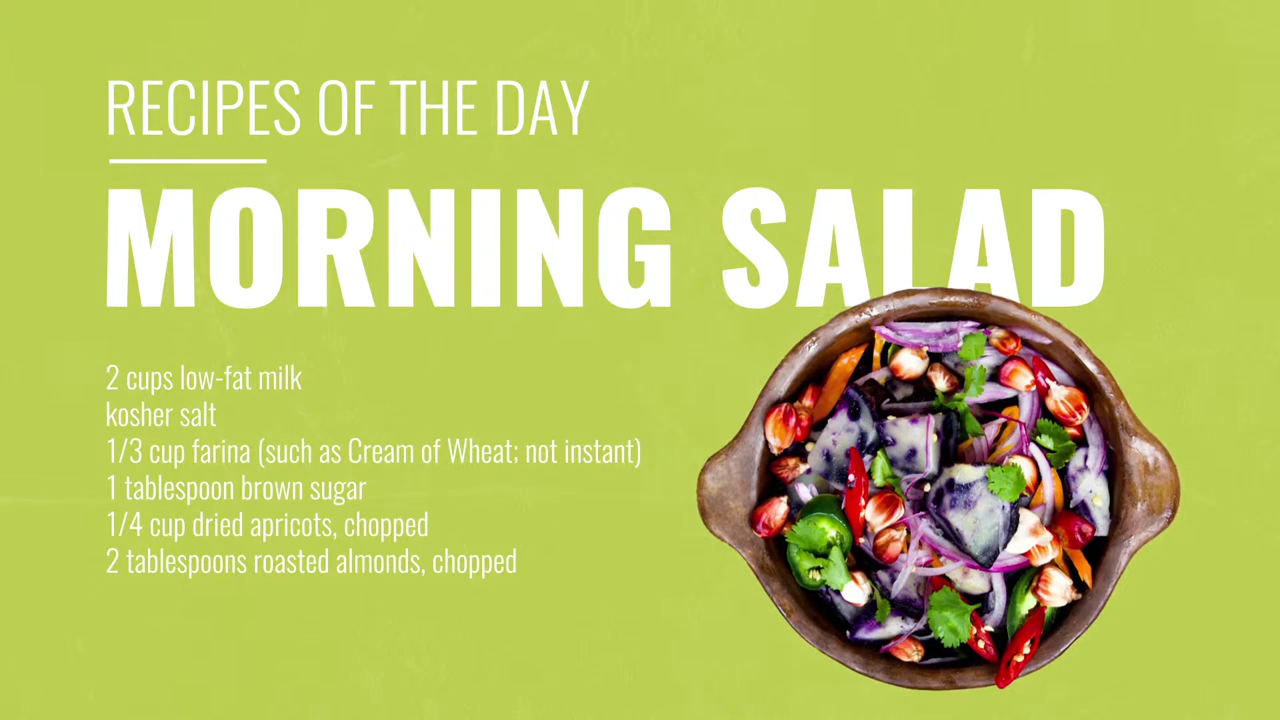 RECIPES OF THE DAY
MORNING SALAD
2 cups low-fat milk
kosher salt
1/3 cup farina (such as Cream of Wheat; not instant)
1 tablespoon brown sugar
1/4 cup dried apricots, chopped
2 tablespoons roasted almonds, chopped